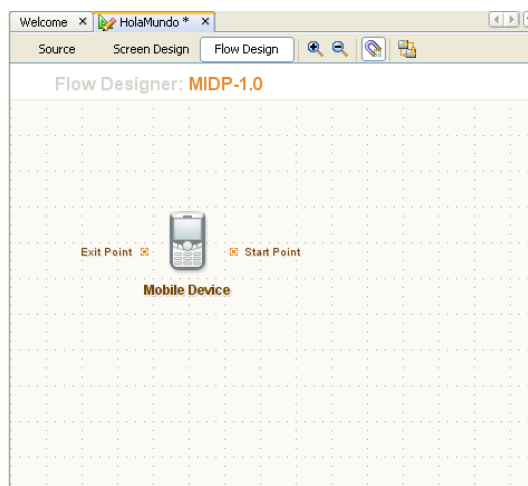 Welcome HolaMundo *
Source Screen Design Flow Design
Flow Designer: MIDP-1.0
Exit Point Start Point
Mobile Device